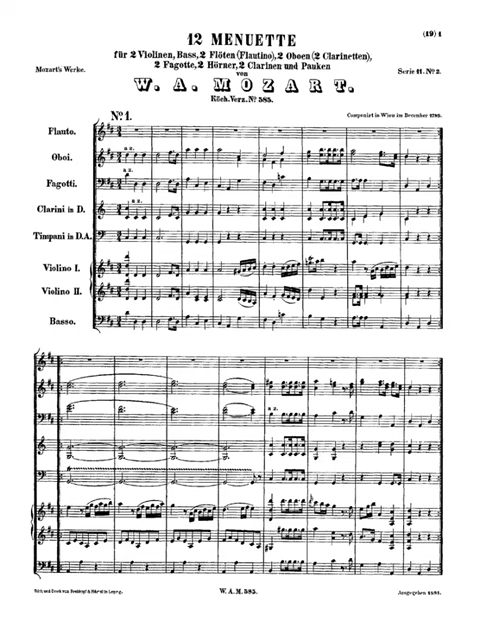 (19) 1
12 MENUETTE
für 2 Violinen, Bass, 2 Flöten (Flautino), 2 Oboen (2 Clarinetten),
2 Fagotte, 2 Hörner, 2 Clarinen und Pauken
Mozart's Werke.
von
Serie 11. Nº 2.
W. A. MOZART.
Köch. Verz. Nº 585.
Nº 1.
Componirt in Wien im December 1789.
Flauto.
Oboi.
a 2.
Fagotti.
Clarini in D.
a 2.
Timpani in D.A.
Violino I.
Violino II.
Basso.
a 2.
Stich und Druck von Breitkopf & Härtel in Leipzig.
W. A. M. 585.